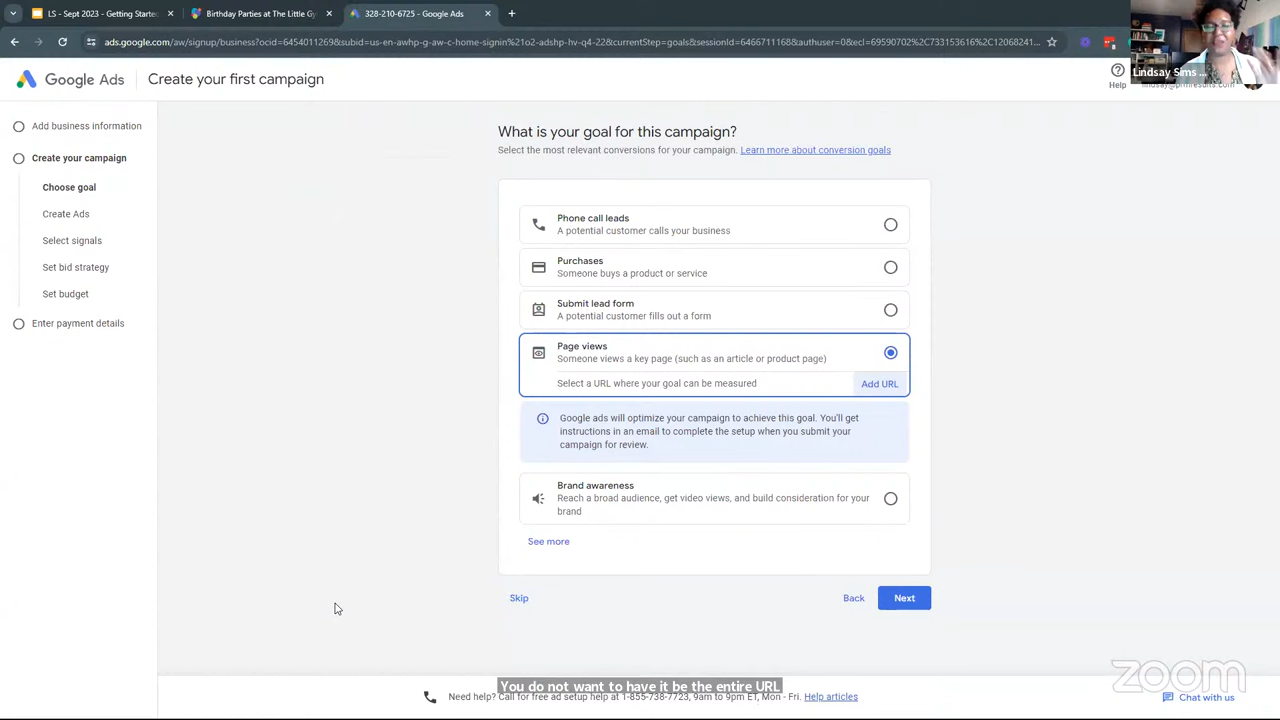 LS - Sept 2023 - Getting Started
Birthday Parties at The Little Gy
328-210-6725 - Google Ads
ads.google.com/aw/signup/business?ocid=6454011269&subid=us-en-awhp-g-aw-c-home-signin!o2-adshp-hv-q4-22&currentStep=goals&sessionId=6466711168&authuser=0&ecl=69590702%2C733153616%2C12068241...
Lindsay Sims ...
Google Ads
Create your first campaign
Help
lindsay@prmresults.com
Add business information
Create your campaign
Choose goal
Create Ads
Select signals
Set bid strategy
Set budget
Enter payment details
What is your goal for this campaign?
Select the most relevant conversions for your campaign. Learn more about conversion goals
Phone call leads
A potential customer calls your business
Purchases
Someone buys a product or service
Submit lead form
A potential customer fills out a form
Page views
Someone views a key page (such as an article or product page)
Select a URL where your goal can be measured
Add URL
Google ads will optimize your campaign to achieve this goal. You'll get
instructions in an email to complete the setup when you submit your
campaign for review.
Brand awareness
Reach a broad audience, get video views, and build consideration for your
brand
See more
Skip
Back
Next
zoom
You do not want to have it be the entire URL
Need help? Call for free ad setup help at 1-855-738-7723, 9am to 9pm ET, Mon - Fri. Help articles
Chat with us